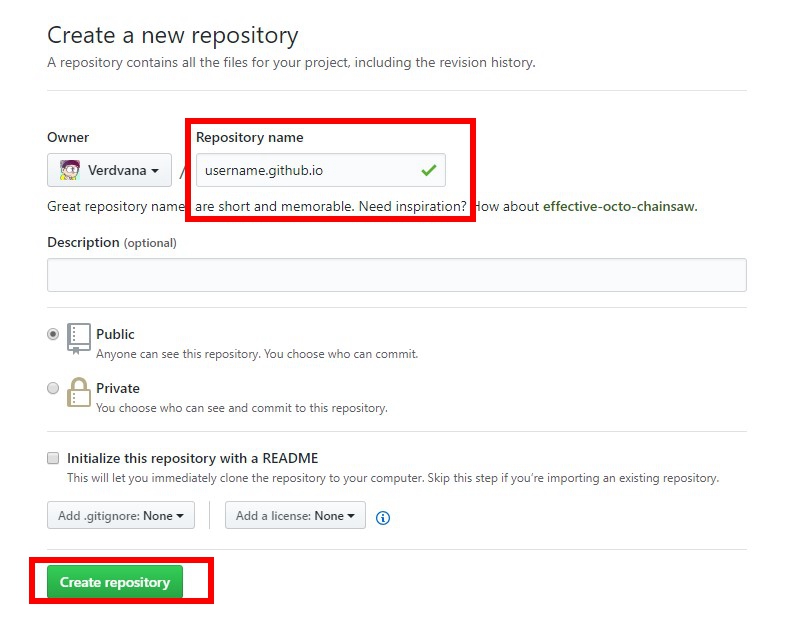 Create a new repository
A repository contains all the files for your project, including the revision history.
Owner
Repository name
Verdvana
/
username.github.io
Great repository name are short and memorable. Need inspiration? How about effective-octo-chainsaw.
Description (optional)
Public
Anyone can see this repository. You choose who can commit.
Private
You choose who can see and commit to this repository.
Initialize this repository with a README
This will let you immediately clone the repository to your computer. Skip this step if you're importing an existing repository.
Add .gitignore: None
Add a license: None
Create repository